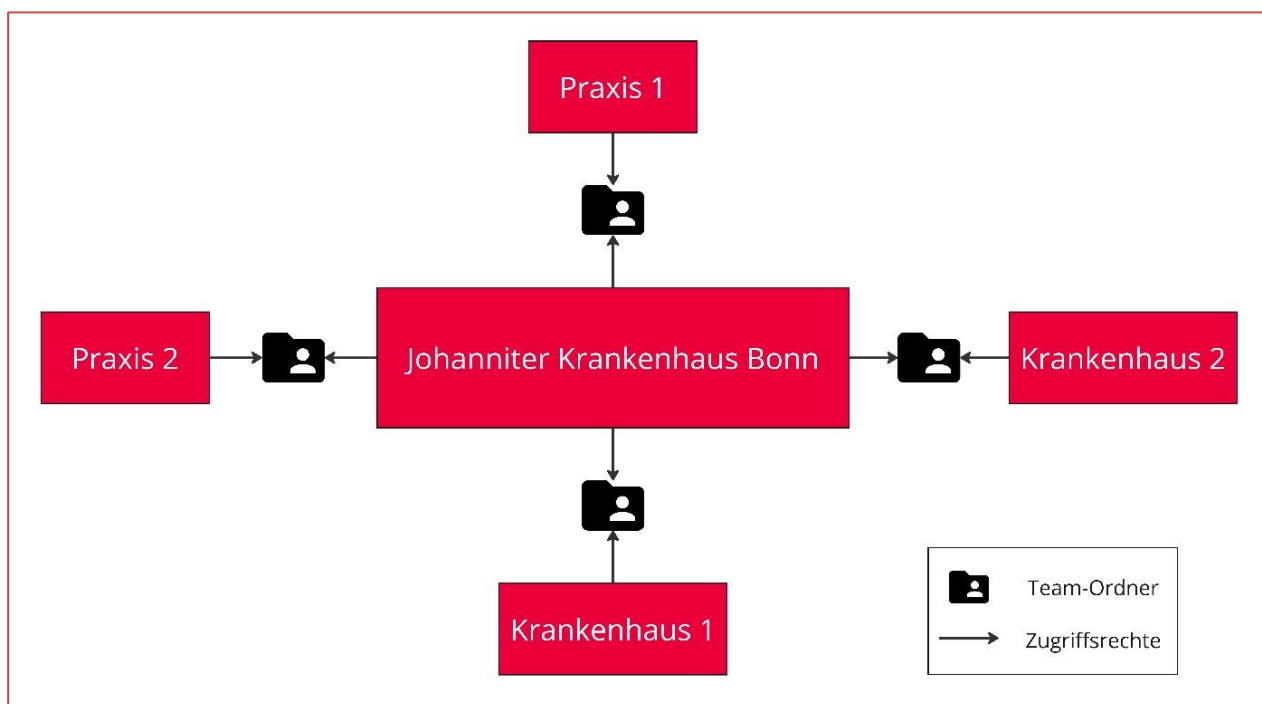 Praxis 1
Praxis 2
Johanniter Krankenhaus Bonn
Krankenhaus 2
Krankenhaus 1
Team-Ordner
Zugriffsrechte